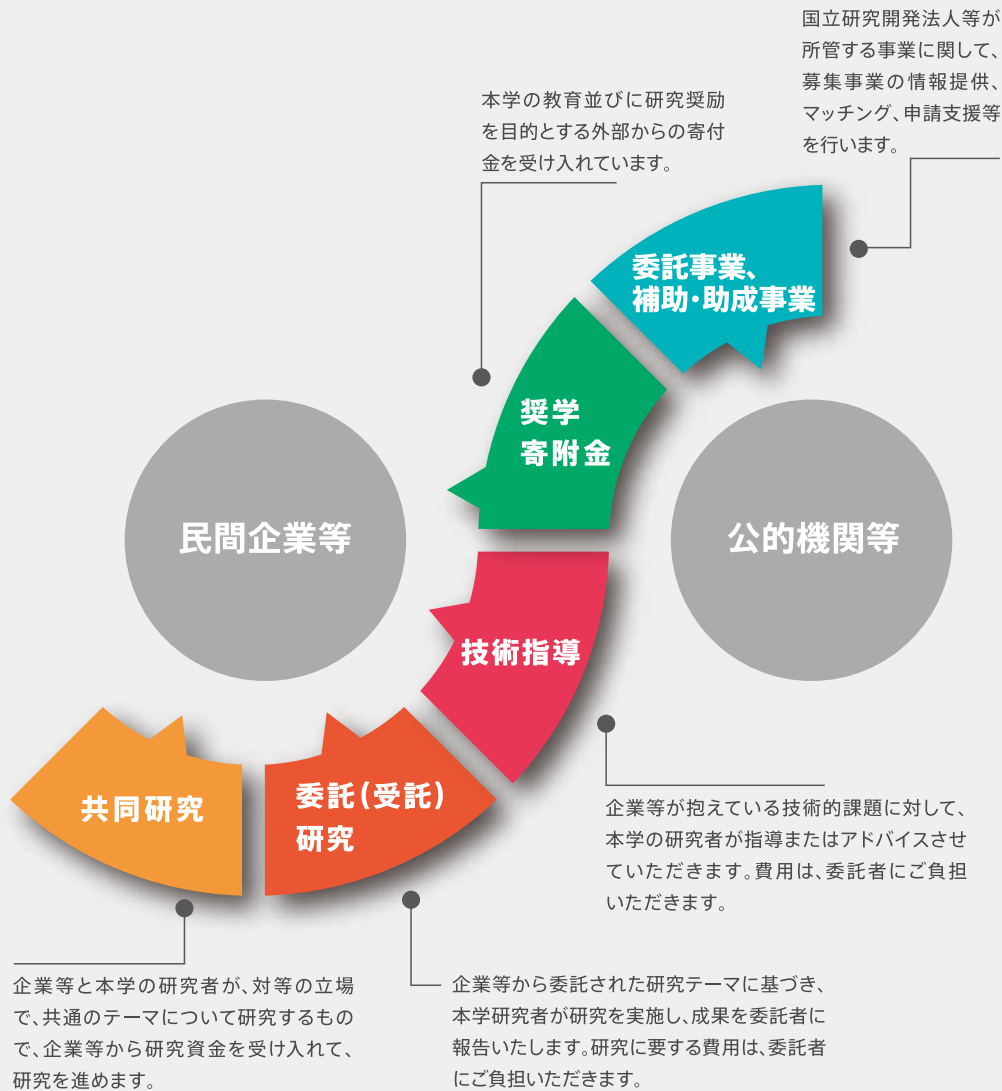 国立研究開発法人等が
所管する事業に関して、
募集事業の情報提供、
マッチング、申請支援等
を行います。
本学の教育並びに研究奨励
を目的とする外部からの寄付
金を受け入れています。
委託事業、
補助・助成事業
奨学
寄附金
民間企業等
公的機関等
技術指導
委託(受託)
研究
共同研究
企業等が抱えている技術的課題に対して、
本学の研究者が指導またはアドバイスさせ
ていただきます。費用は、委託者にご負担
いただきます。
企業等と本学の研究者が、対等の立場
で、共通のテーマについて研究するもの
で、企業等から研究資金を受け入れて、
研究を進めます。
企業等から委託された研究テーマに基づき、
本学研究者が研究を実施し、成果を委託者に
報告いたします。研究に要する費用は、委託者
にご負担いただきます。